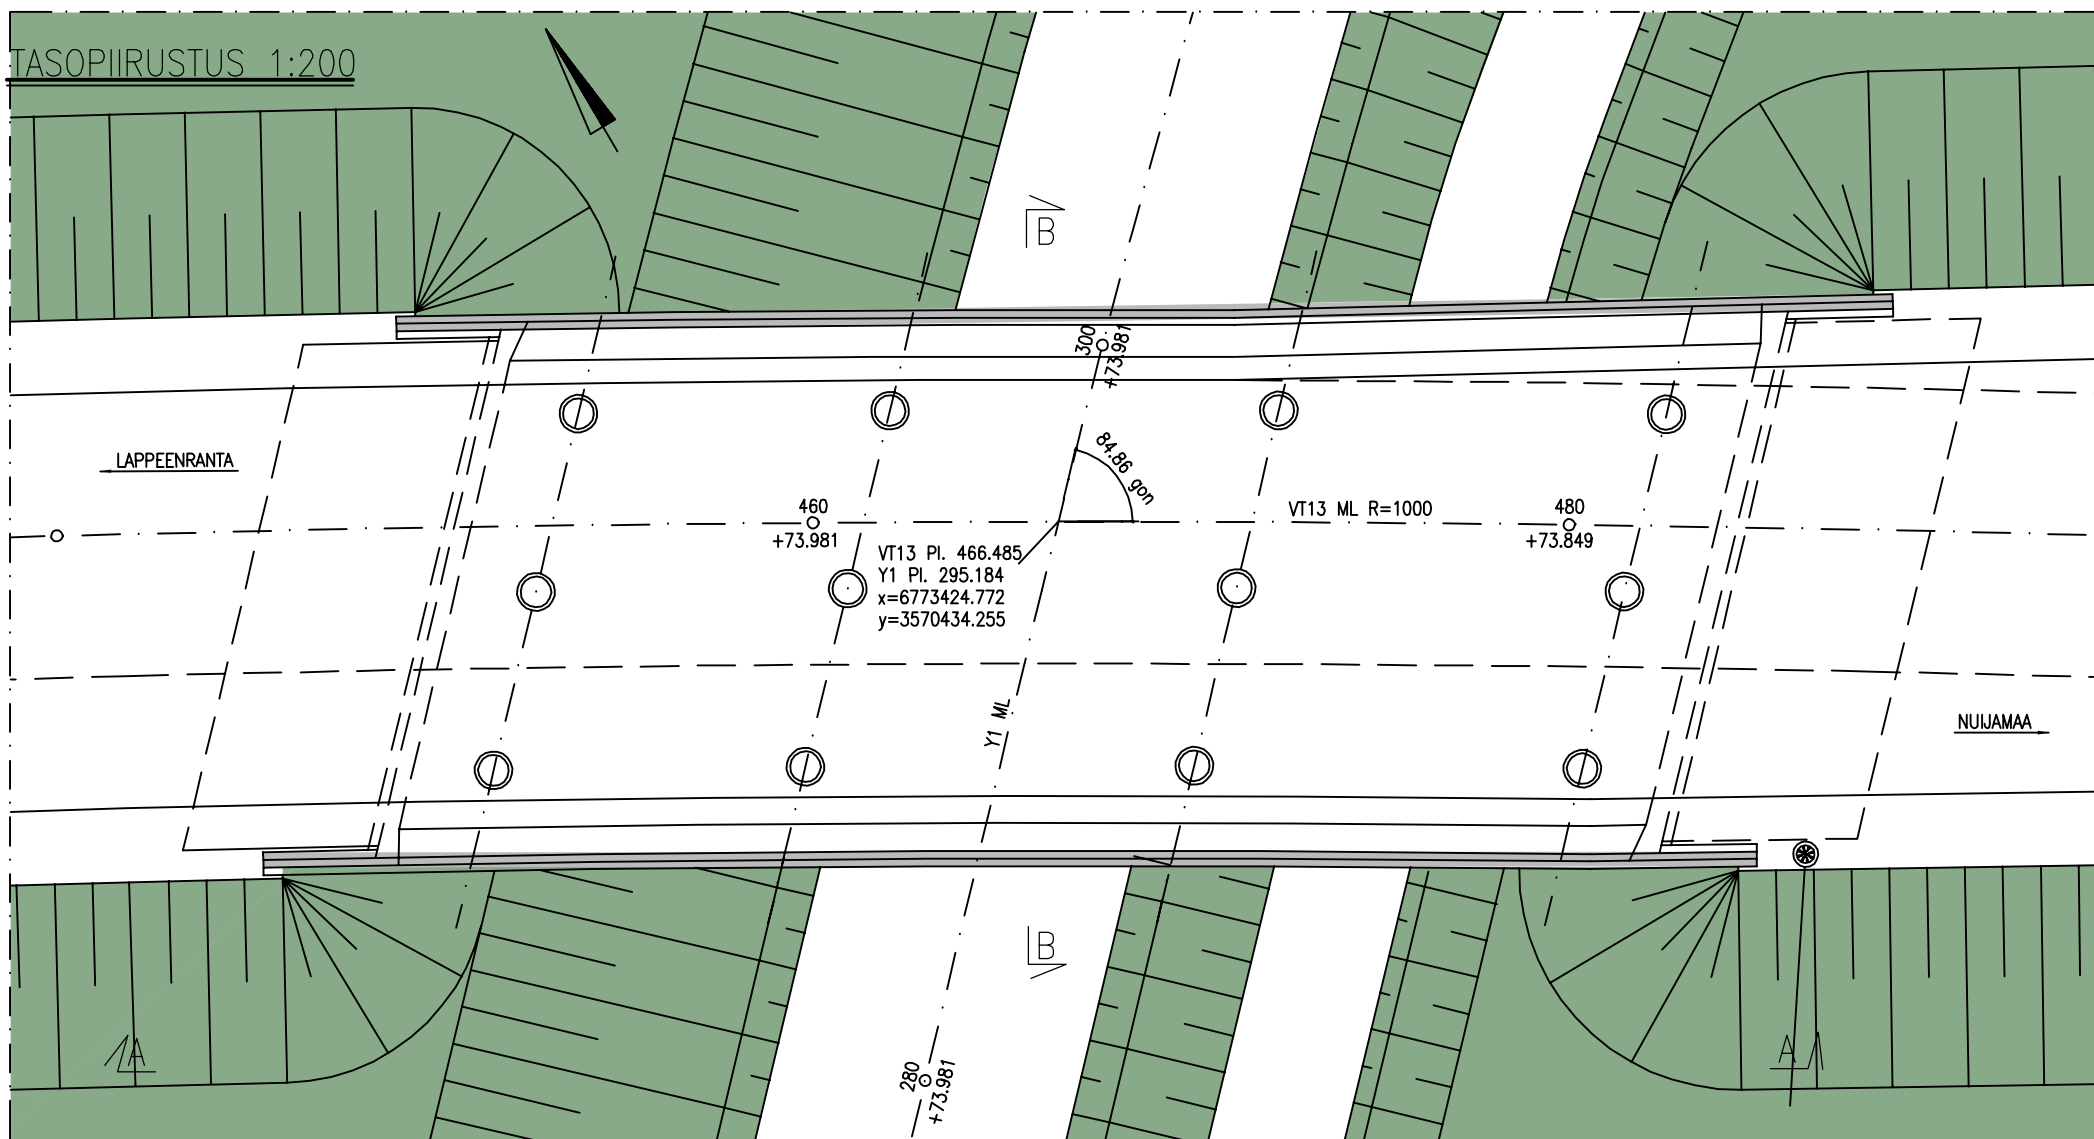 TASOPIIRUSTUS 1:200
B
300
+73.981
LAPPEENRANTA
84.86 gon
460
+73.981
VT13 ML R=1000
480
+73.849
VT13 Pl. 466.485
Y1 Pl. 295.184
x=6773424.772
y=3570434.255
Y1 ML
NUIJAMAA
B
A
A
280
+73.981